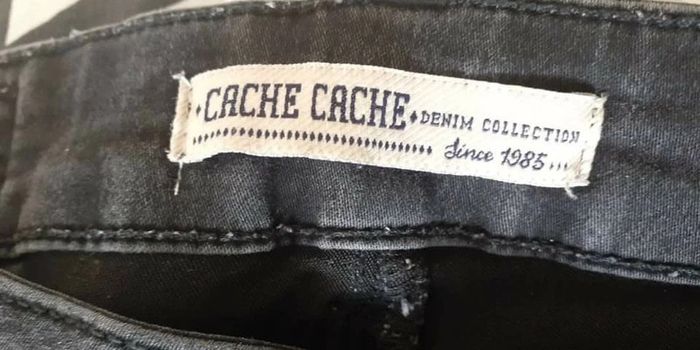 CACHE CACHE DENIM COLLECTION
Since 1985...